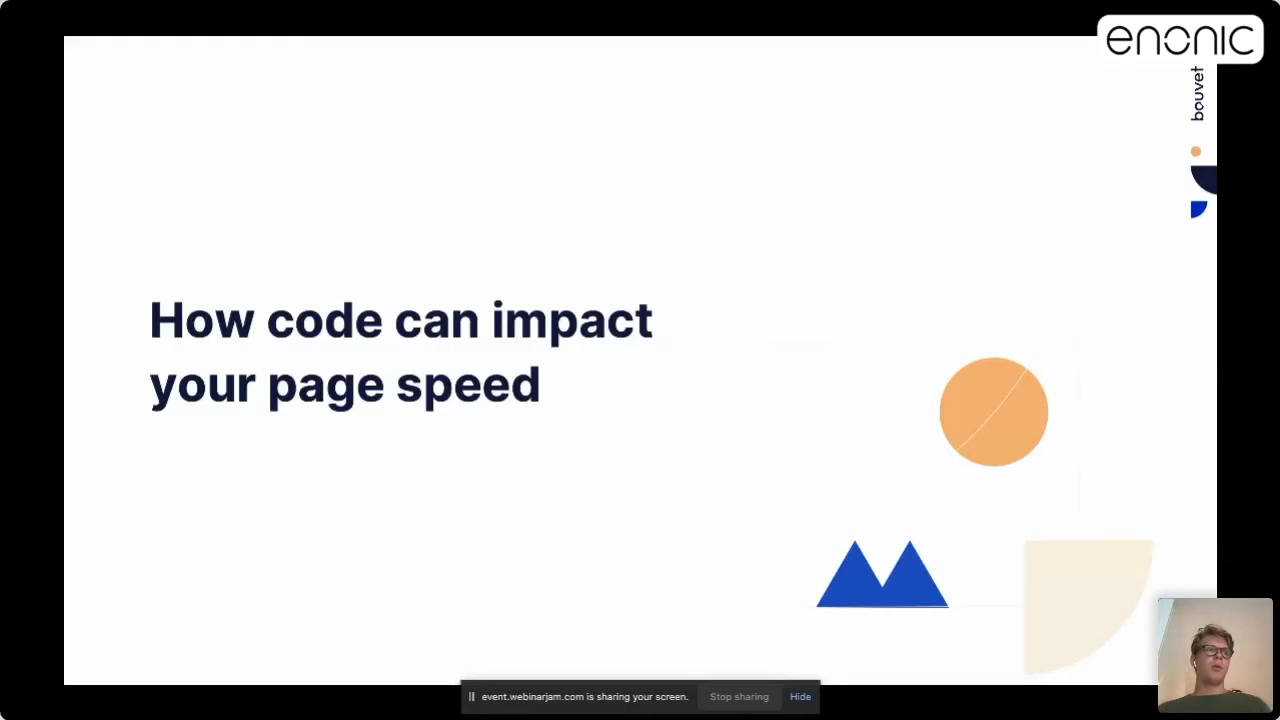 enonic
bouvet
How code can impact
your page speed
event.webinarjam.com is sharing your screen.
Stop sharing
Hide